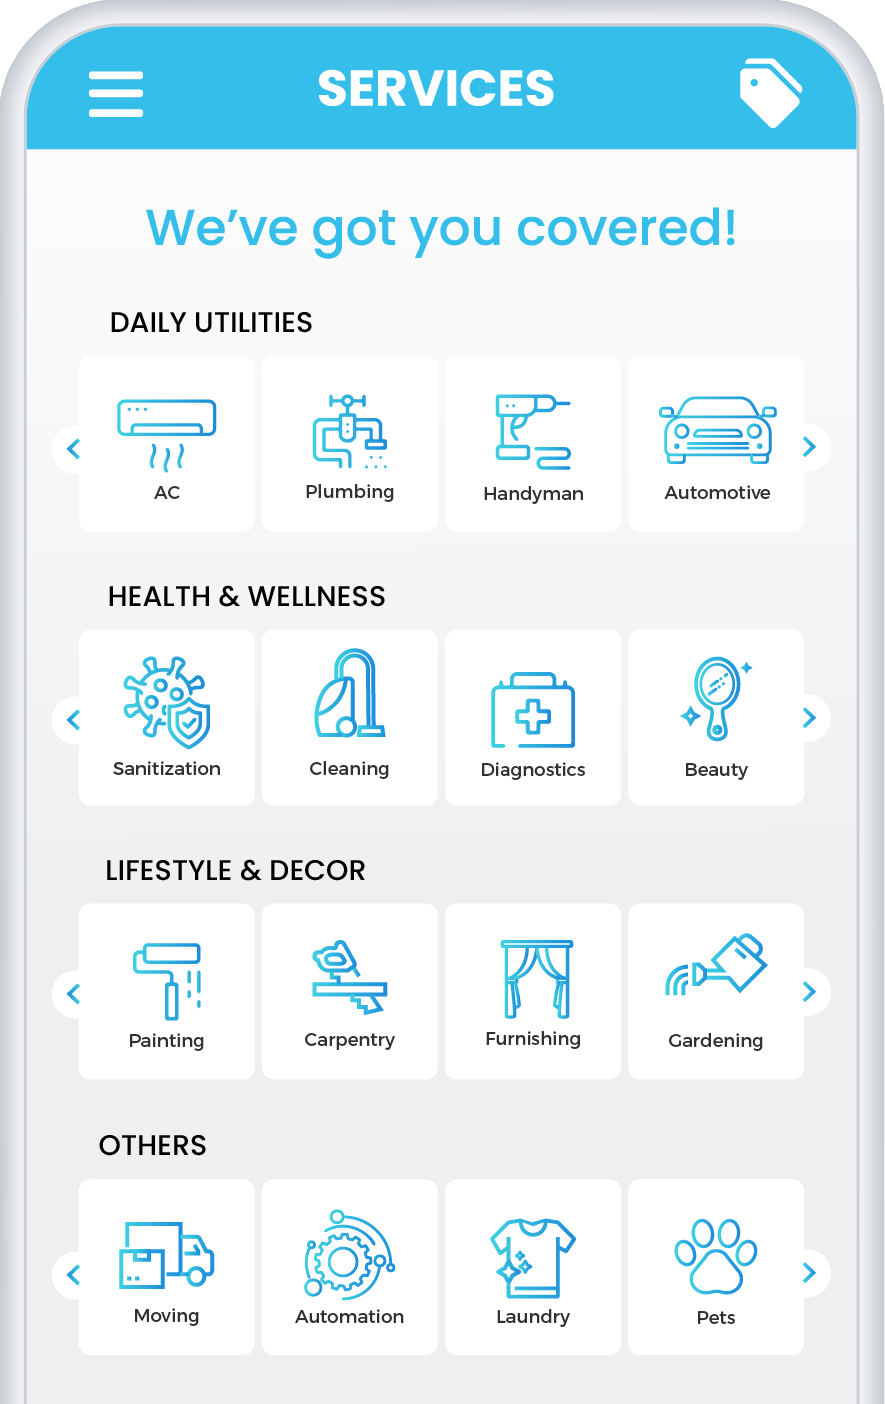 SERVICES
We’ve got you covered!
DAILY UTILITIES
AC
Plumbing
Handyman
Automotive
HEALTH & WELLNESS
Sanitization
Cleaning
Diagnostics
Beauty
LIFESTYLE & DECOR
Painting
Carpentry
Furnishing
Gardening
OTHERS
Moving
Automation
Laundry
Pets